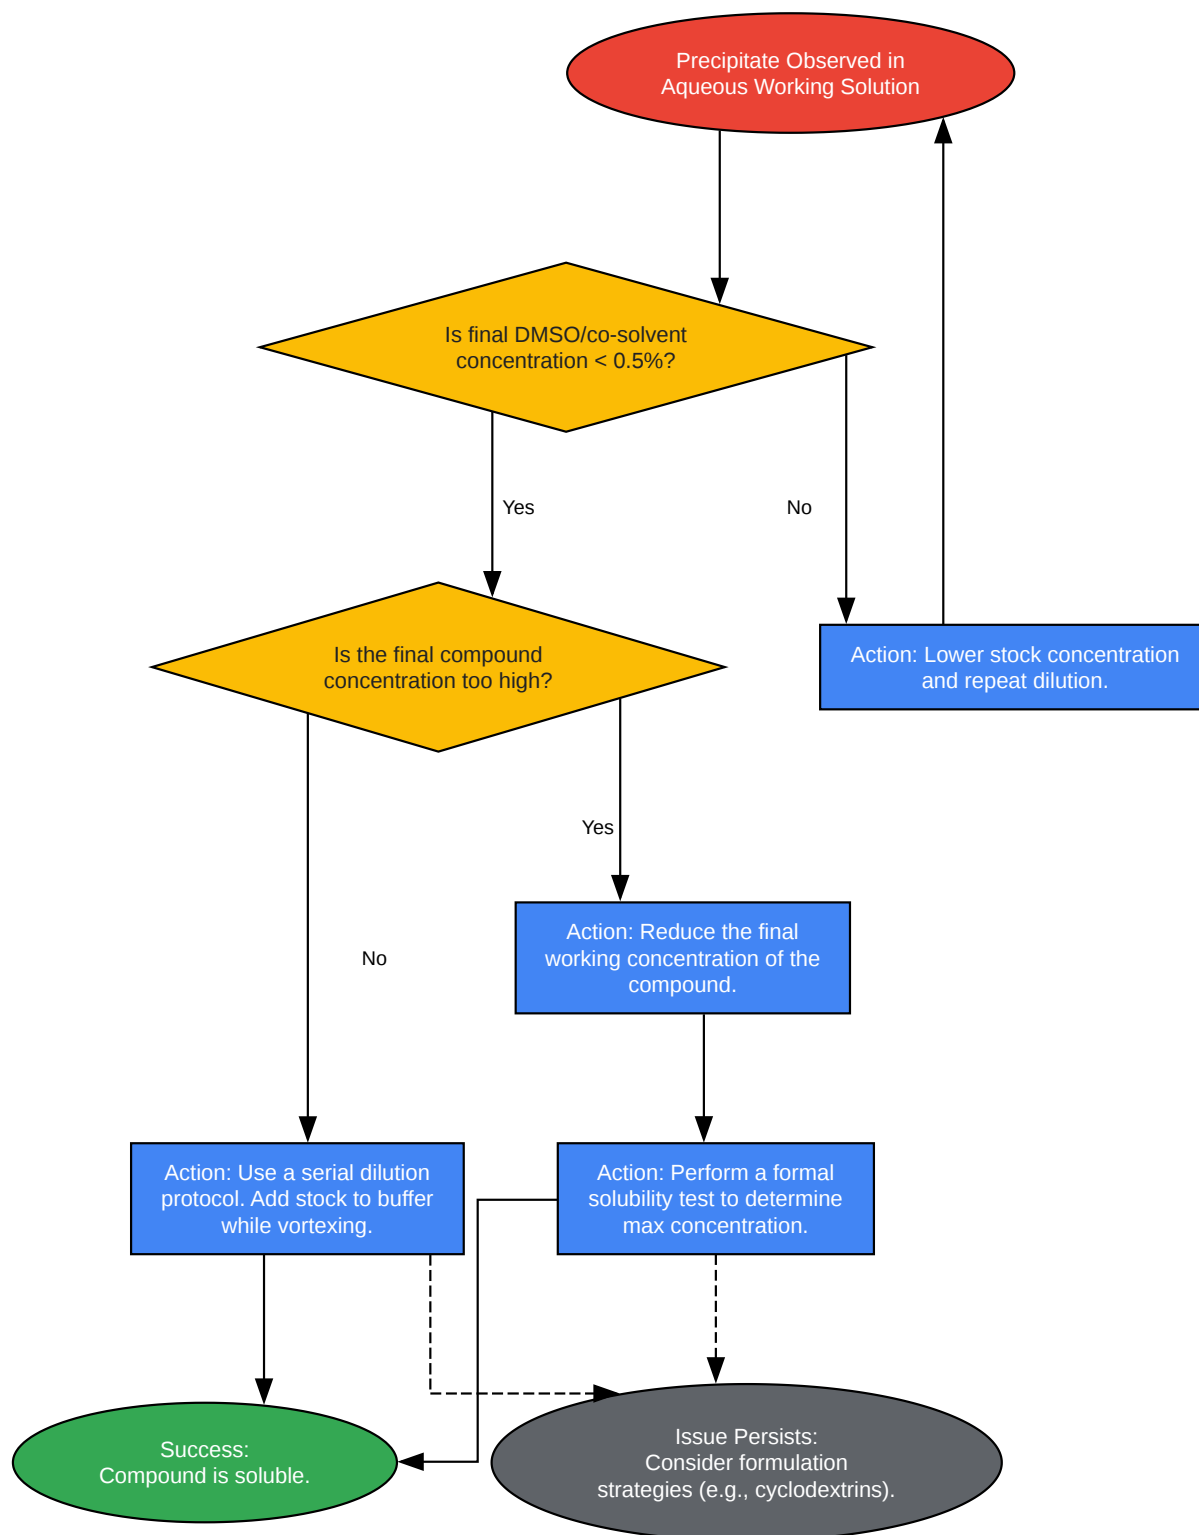 Precipitate Observed in
Aqueous Working Solution
Is final DMSO/co-solvent
concentration < 0.5%?
Yes
No
Is the final compound
concentration too high?
Action: Lower stock concentration
and repeat dilution.
Yes
No
Action: Reduce the final
working concentration of the
compound.
Action: Use a serial dilution
protocol. Add stock to buffer
while vortexing.
Action: Perform a formal
solubility test to determine
max concentration.
Success:
Compound is soluble.
Issue Persists:
Consider formulation
strategies (e.g., cyclodextrins).